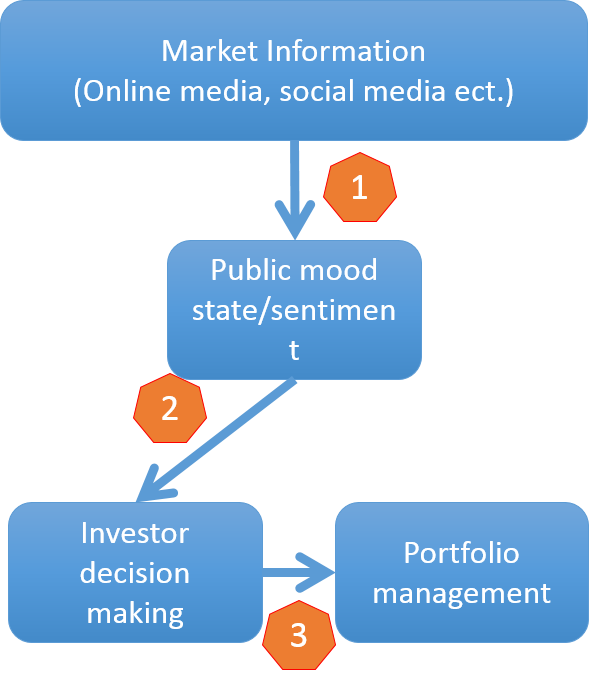 Market Information
(Online media, social media ect.)
1
Public mood
state/sentimen
t
2
Investor
decision
making
Portfolio
management
3